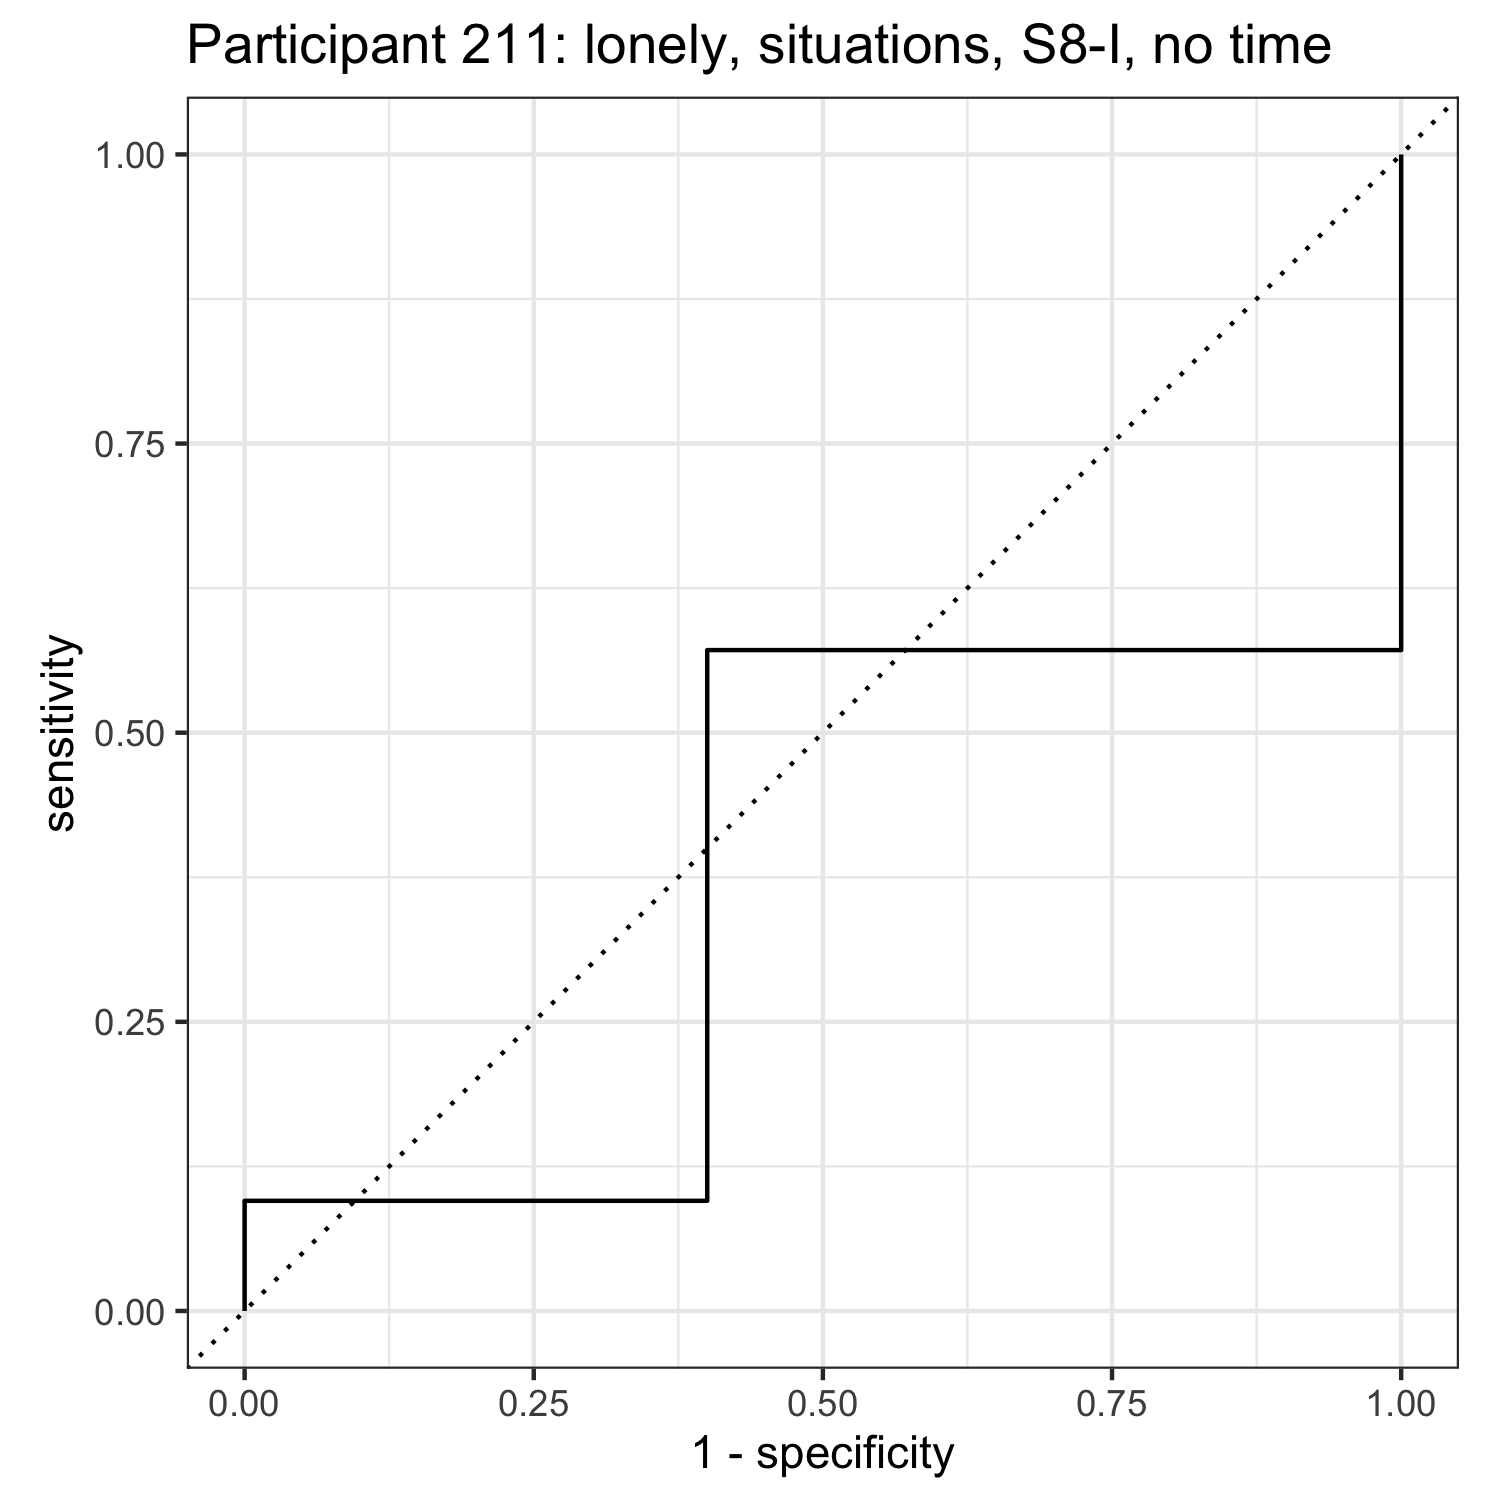 Participant 211: lonely, situations, S8-I, no time
1.00
0.75
0.50
0.25
0.00
sensitivity
0.00 0.25 0.50 0.75 1.00
1 - specificity